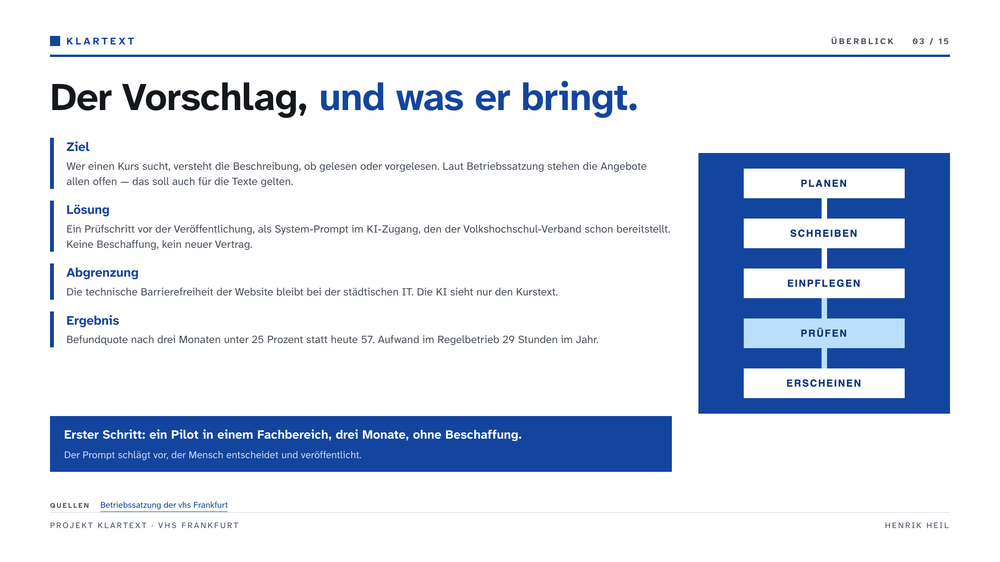 KLARTEXT
ÜBERBLICK 03 / 15
Der Vorschlag, und was er bringt.
Ziel
Wer einen Kurs sucht, versteht die Beschreibung, ob gelesen oder vorgelesen. Laut Betriebssatzung stehen die Angebote
allen offen — das soll auch für die Texte gelten.
Lösung
Ein Prüfschritt vor der Veröffentlichung, als System-Prompt im KI-Zugang, den der Volkshochschul-Verband schon bereitstellt.
Keine Beschaffung, kein neuer Vertrag.
Abgrenzung
Die technische Barrierefreiheit der Website bleibt bei der städtischen IT. Die KI sieht nur den Kurstext.
Ergebnis
Befundquote nach drei Monaten unter 25 Prozent statt heute 57. Aufwand im Regelbetrieb 29 Stunden im Jahr.
PLANEN
SCHREIBEN
EINPFLEGEN
PRÜFEN
ERSCHEINEN
Erster Schritt: ein Pilot in einem Fachbereich, drei Monate, ohne Beschaffung.
Der Prompt schlägt vor, der Mensch entscheidet und veröffentlicht.
QUELLEN Betriebssatzung der vhs Frankfurt
PROJEKT KLARTEXT · VHS FRANKFURT
HENRIK HEIL